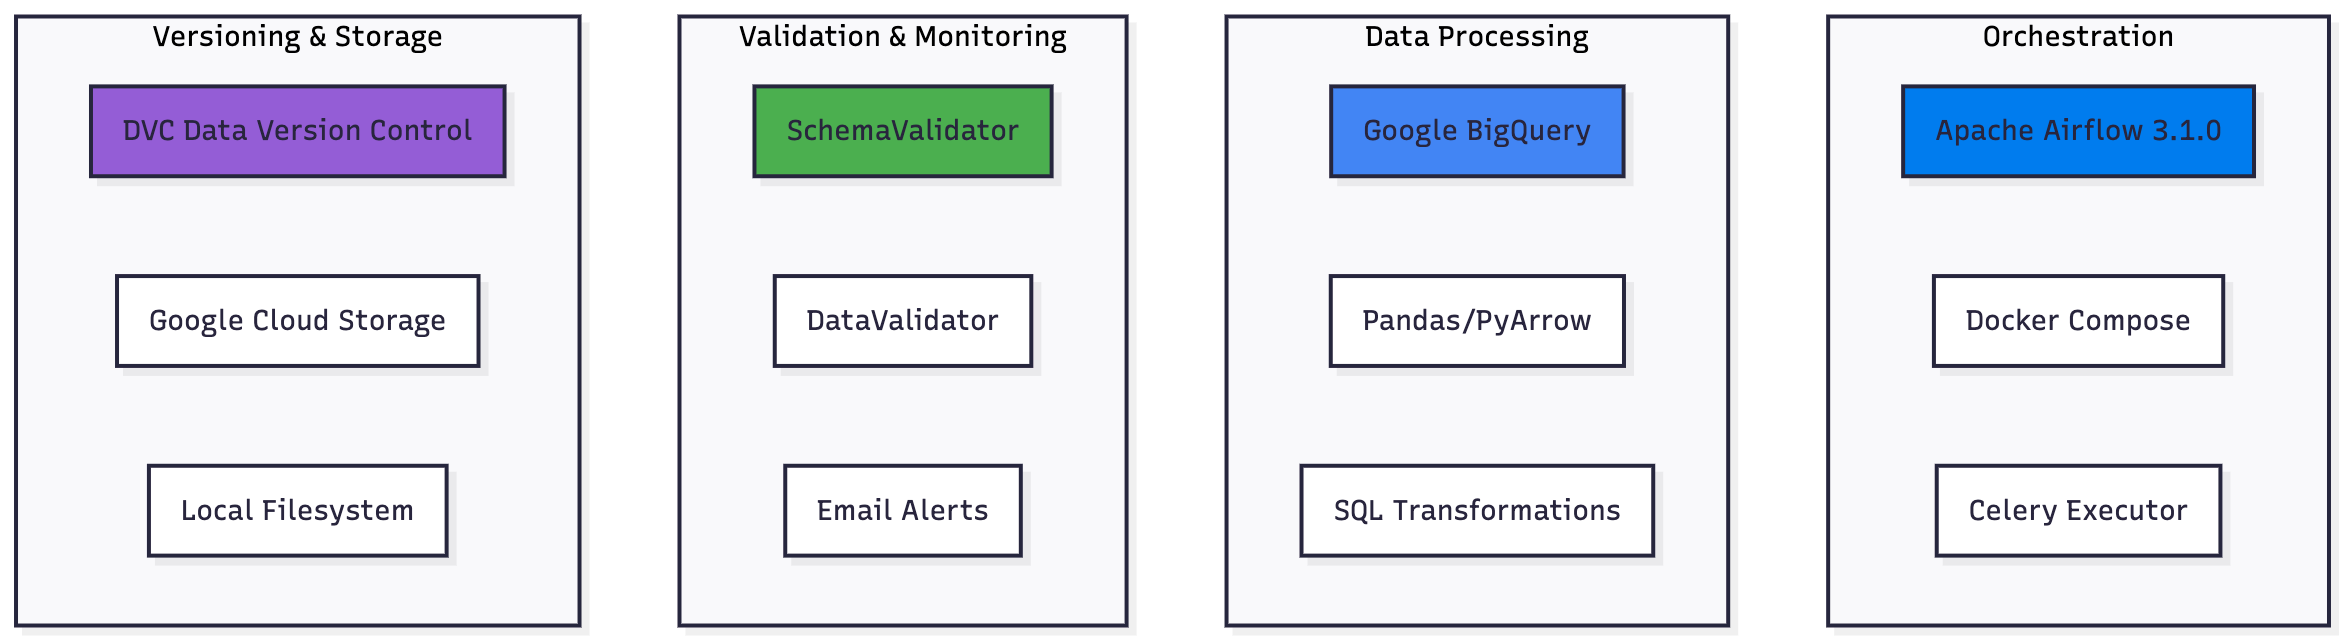 Versioning & Storage
DVC Data Version Control
Google Cloud Storage
Local Filesystem
Validation & Monitoring
SchemaValidator
DataValidator
Email Alerts
Data Processing
Google BigQuery
Pandas/PyArrow
SQL Transformations
Orchestration
Apache Airflow 3.1.0
Docker Compose
Celery Executor